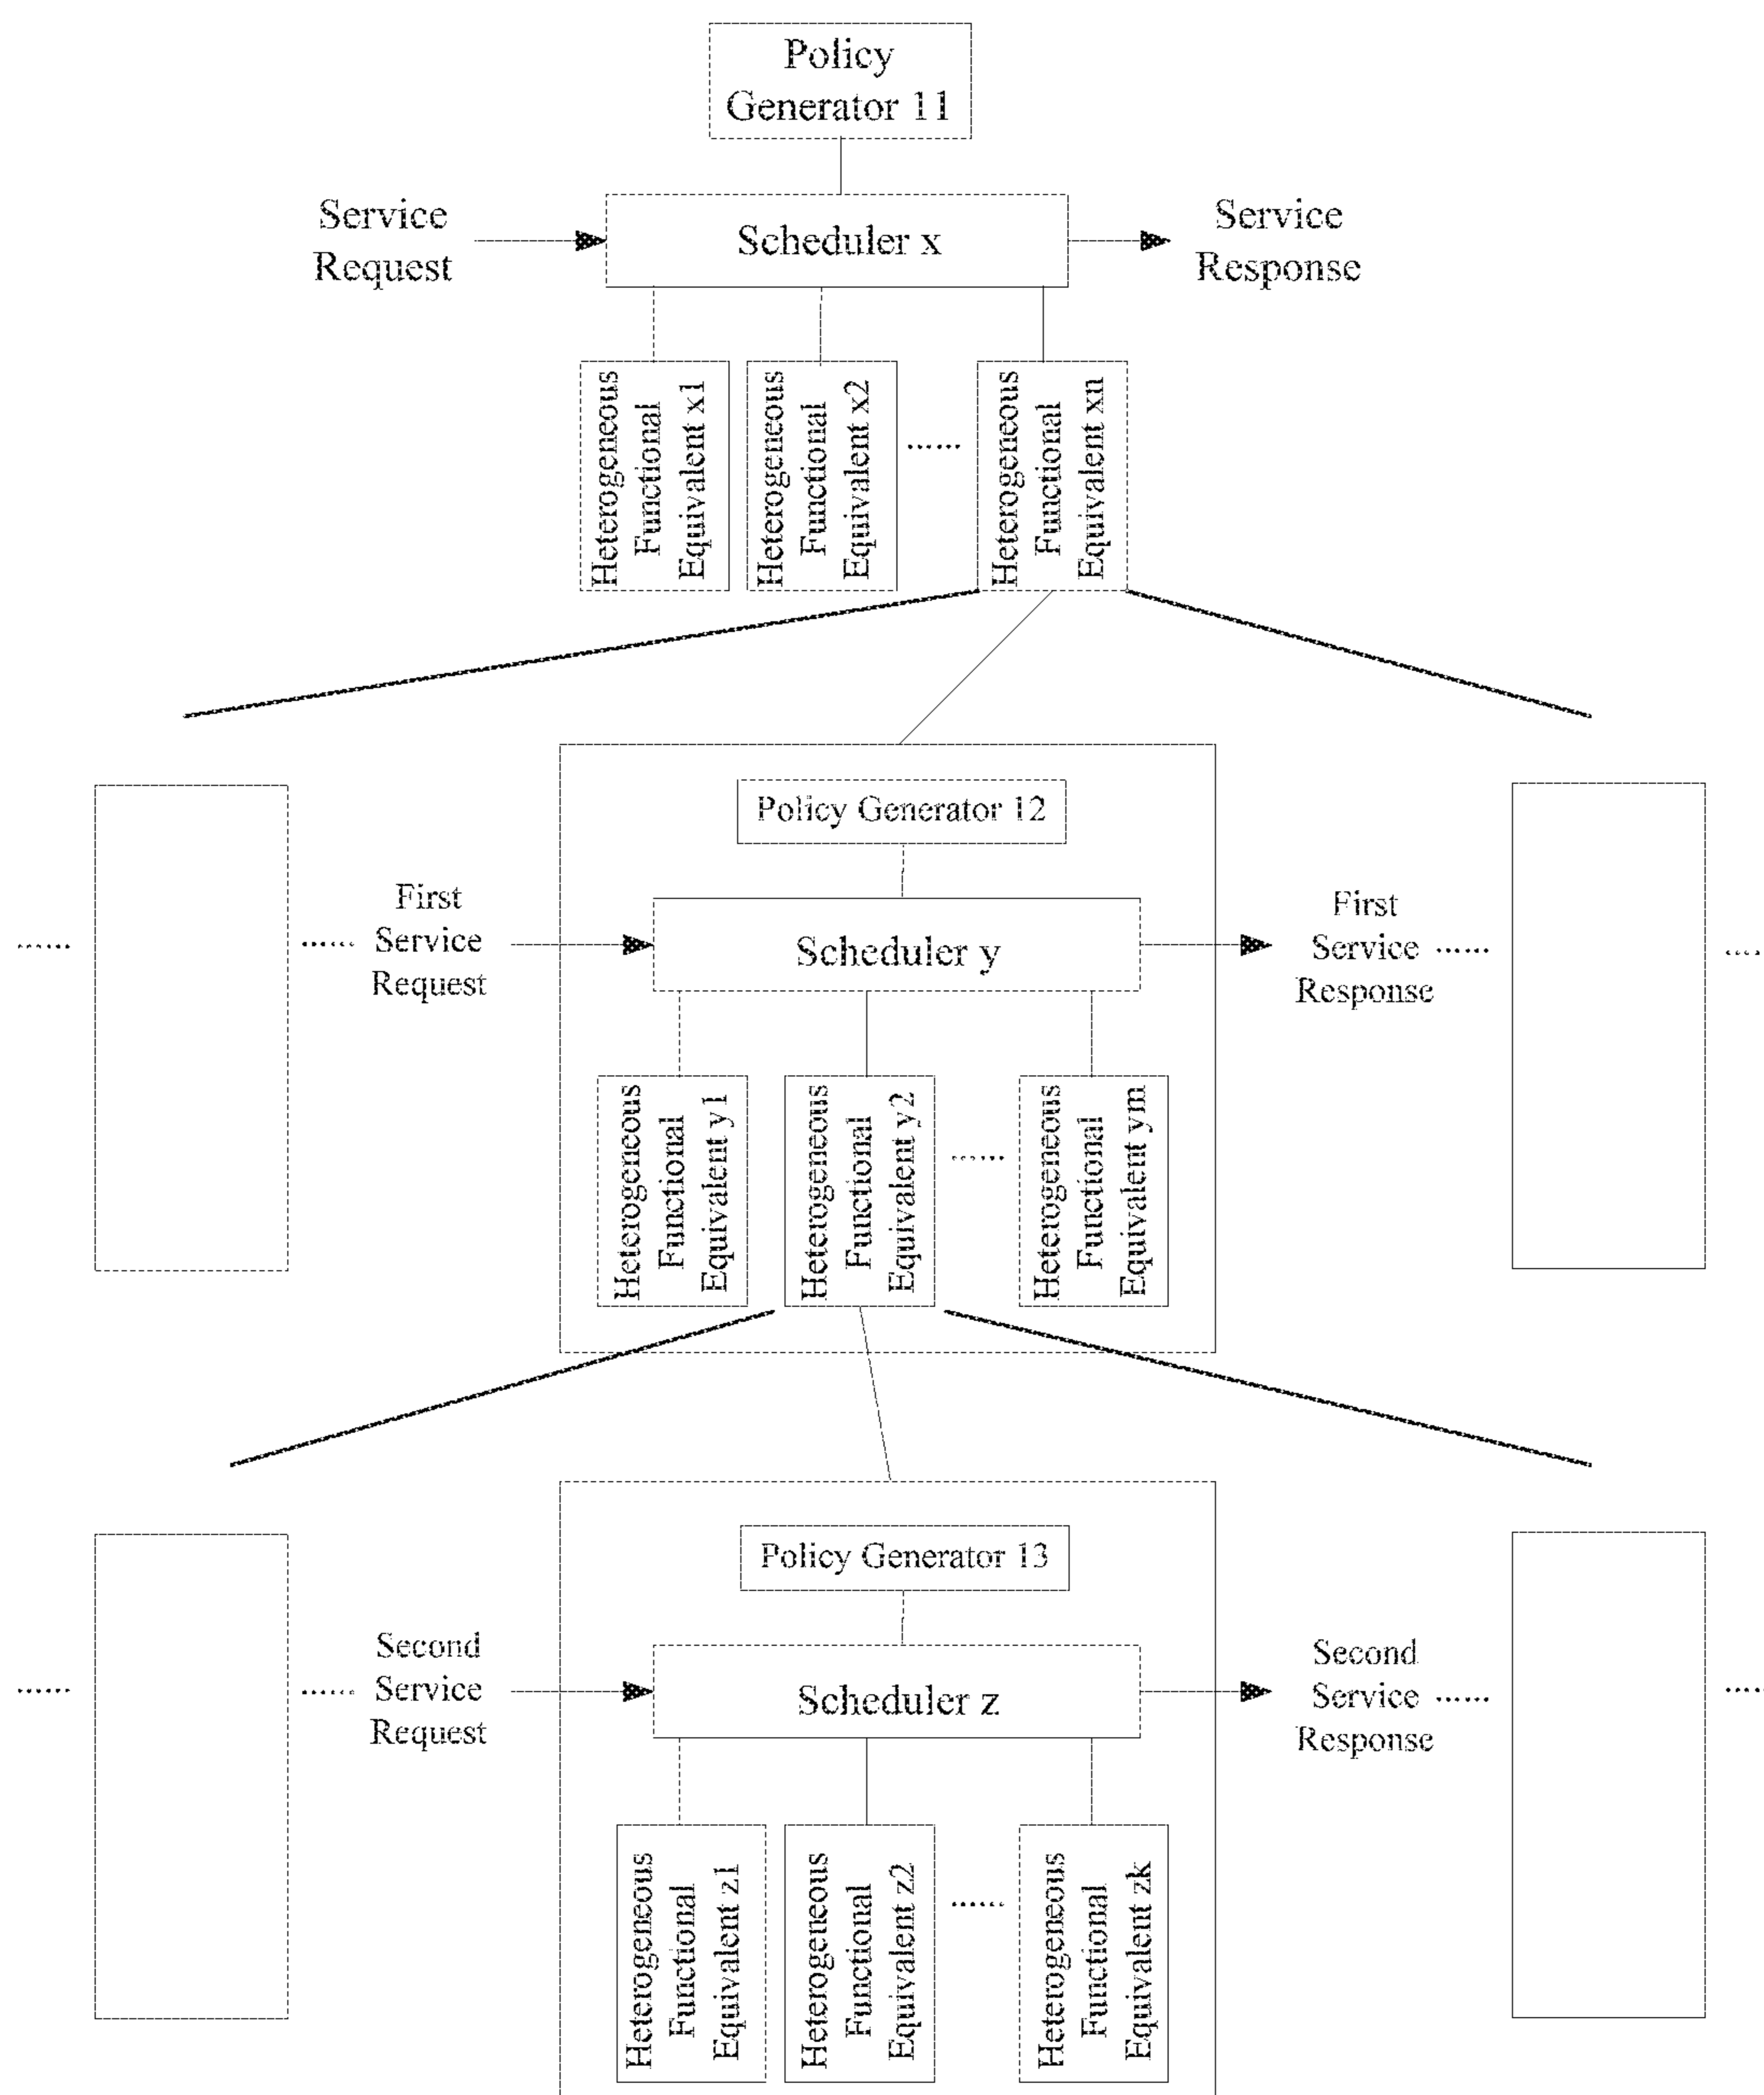 Policy
Generator 11
Service
Request
Scheduler x
Service
Response
Heterogeneous
Functional
Equivalent x1
Heterogeneous
Functional
Equivalent x2
......
Heterogeneous
Functional
Equivalent xn
Policy Generator 12
......
......
First
Service
Request
Scheduler y
First
Service
Response
......
....
Heterogeneous
Functional
Equivalent y1
Heterogeneous
Functional
Equivalent y2
......
Heterogeneous
Functional
Equivalent ym
Policy Generator 13
......
......
Second
Service
Request
Scheduler z
Second
Service
Response
......
....
Heterogeneous
Functional
Equivalent z1
Heterogeneous
Functional
Equivalent z2
......
Heterogeneous
Functional
Equivalent zk